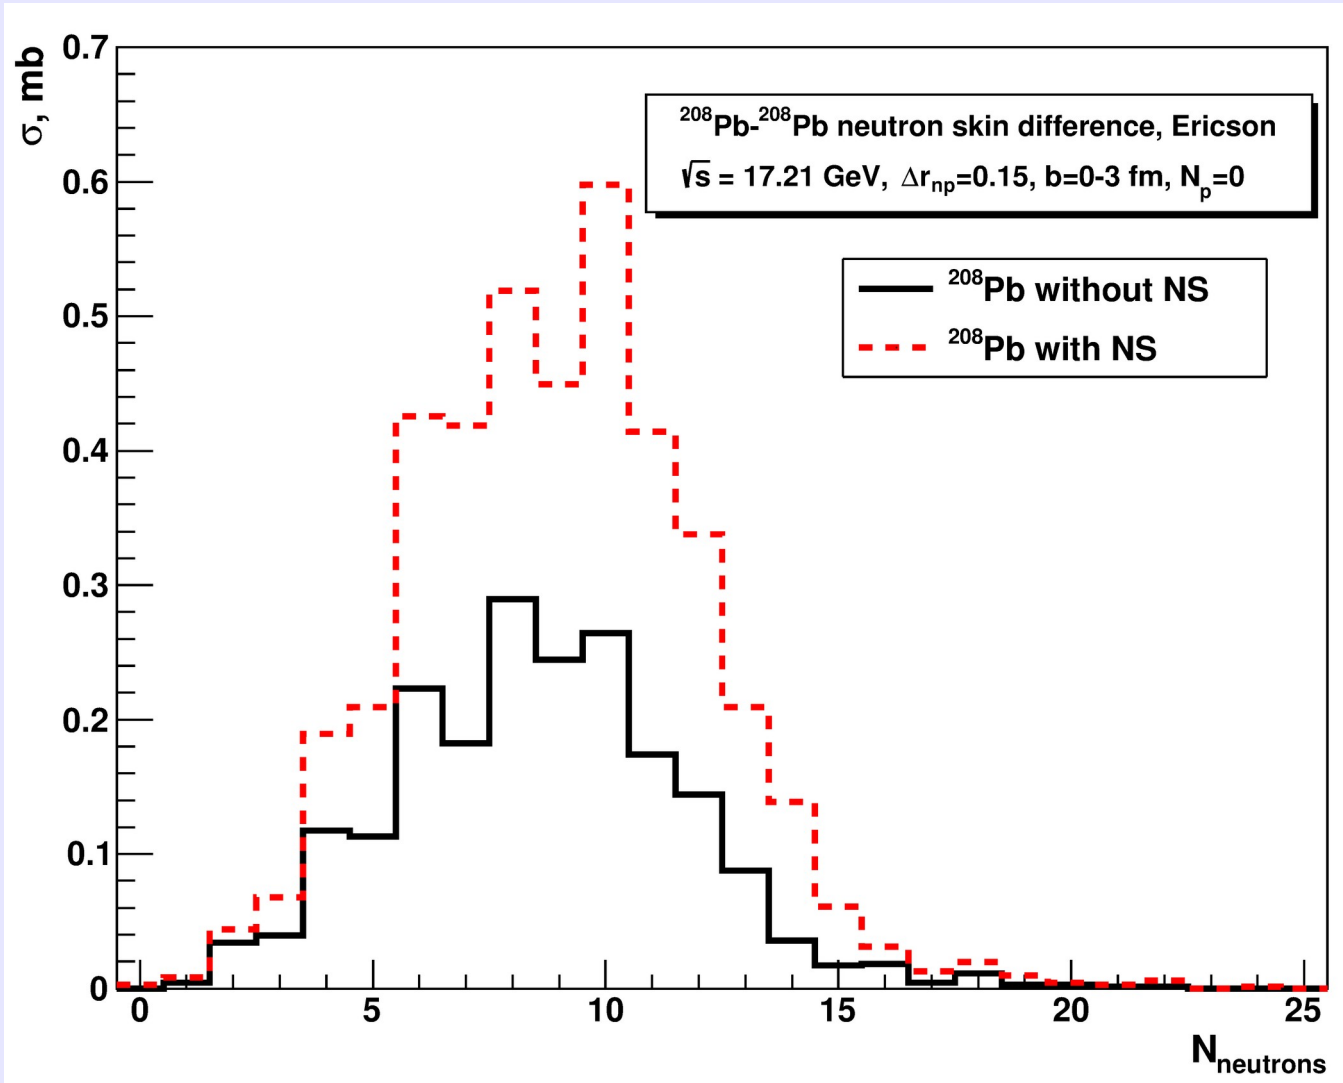 σ, mb
0.7
0.6
0.5
0.4
0.3
0.2
0.1
0
²⁰⁸Pb-²⁰⁸Pb neutron skin difference, Ericson
√s = 17.21 GeV, Δr_np=0.15, b=0-3 fm, N_p=0
²⁰⁸Pb without NS
²⁰⁸Pb with NS
0 5 10 15 20 25
N_neutrons